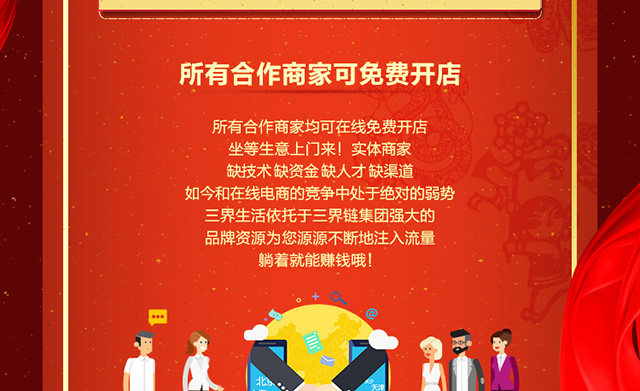 所有合作商家可免费开店
所有合作商家均可在线免费开店
坐等生意上门来！实体商家
缺技术 缺资金 缺人才 缺渠道
如今和在线电商的竞争中处于绝对的弱势
三界生活依托于三界链集团强大的
品牌资源为您源源不断地注入流量
躺着就能赚钱哦！
@
北京
天津